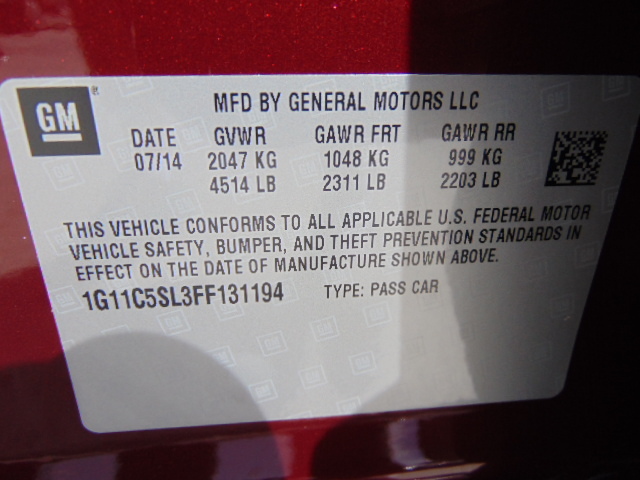 GM ®
MFD BY GENERAL MOTORS LLC
DATE GVWR GAWR FRT GAWR RR
07/14 2047 KG 1048 KG 999 KG
4514 LB 2311 LB 2203 LB
THIS VEHICLE CONFORMS TO ALL APPLICABLE U.S. FEDERAL MOTOR
VEHICLE SAFETY, BUMPER, AND THEFT PREVENTION STANDARDS IN
EFFECT ON THE DATE OF MANUFACTURE SHOWN ABOVE.
1G11C5SL3FF131194 TYPE: PASS CAR